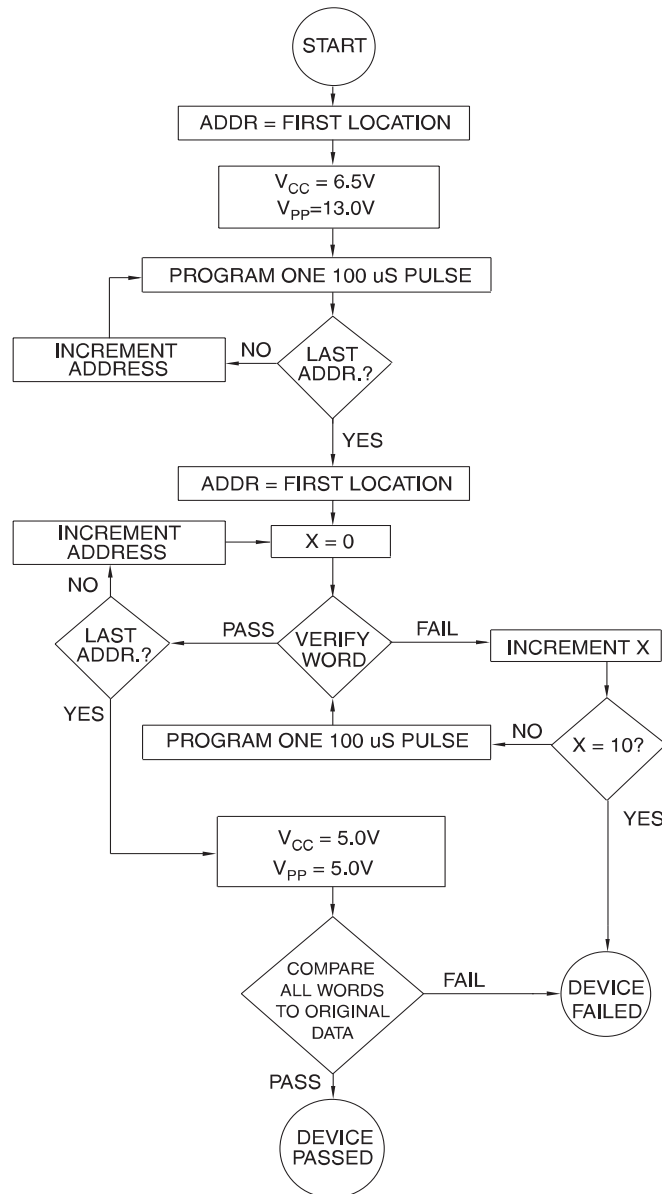 START
ADDR = FIRST LOCATION
VCC = 6.5V
VPP=13.0V
PROGRAM ONE 100 uS PULSE
INCREMENT
ADDRESS
NO
LAST
ADDR.?
YES
ADDR = FIRST LOCATION
INCREMENT
ADDRESS
X = 0
NO
LAST
ADDR.?
PASS
VERIFY
WORD
FAIL
INCREMENT X
YES
PROGRAM ONE 100 uS PULSE
NO
X = 10?
YES
VCC = 5.0V
VPP = 5.0V
COMPARE
ALL WORDS
TO ORIGINAL
DATA
FAIL
DEVICE
FAILED
PASS
DEVICE
PASSED